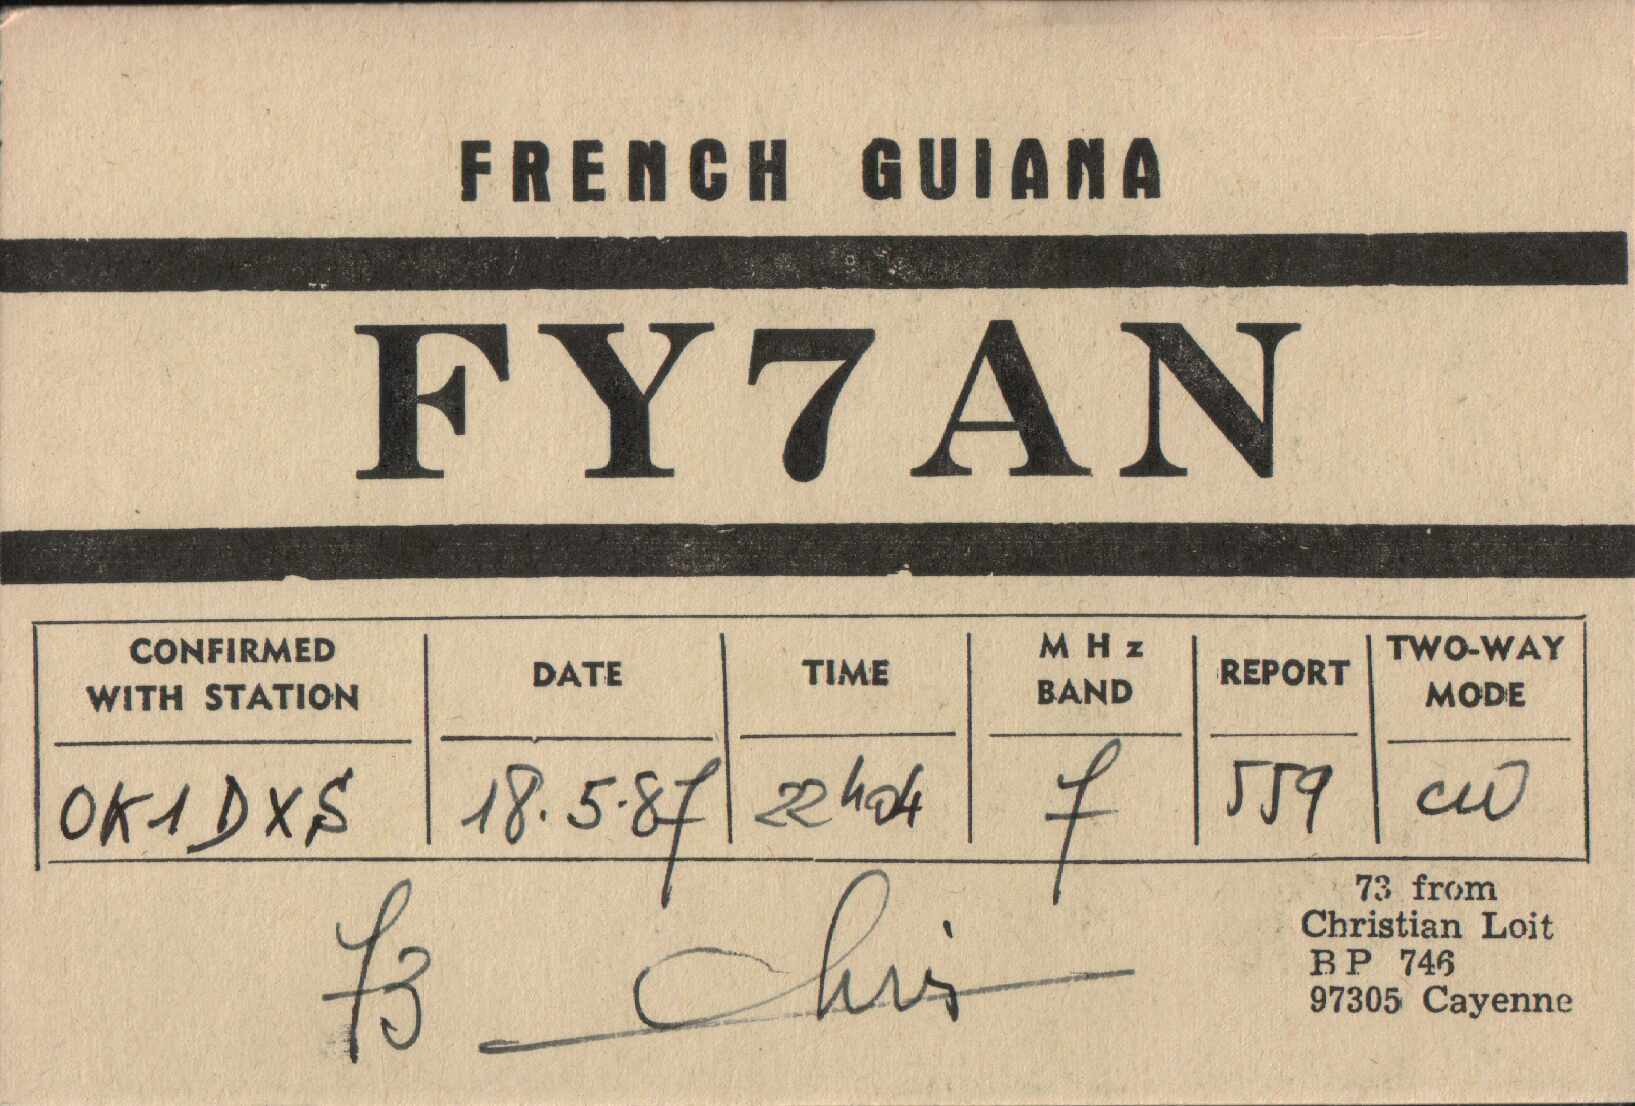 FRENCH GUIANA
FY7AN
CONFIRMED WITH STATION
DATE
TIME
MHz BAND
REPORT
TWO-WAY MODE
OK1DXS
18.5.87
22h04
7
559
CW
73 Chris
73 from
Christian Loit
BP 746
97305 Cayenne